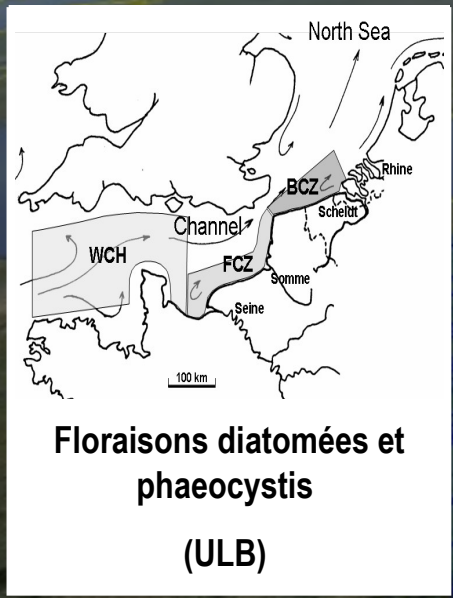 North Sea
Rhine
BCZ
Scheldt
Channel
WCH
FCZ
Somme
Seine
100 km
Floraisons diatomées et
phaeocystis
(ULB)